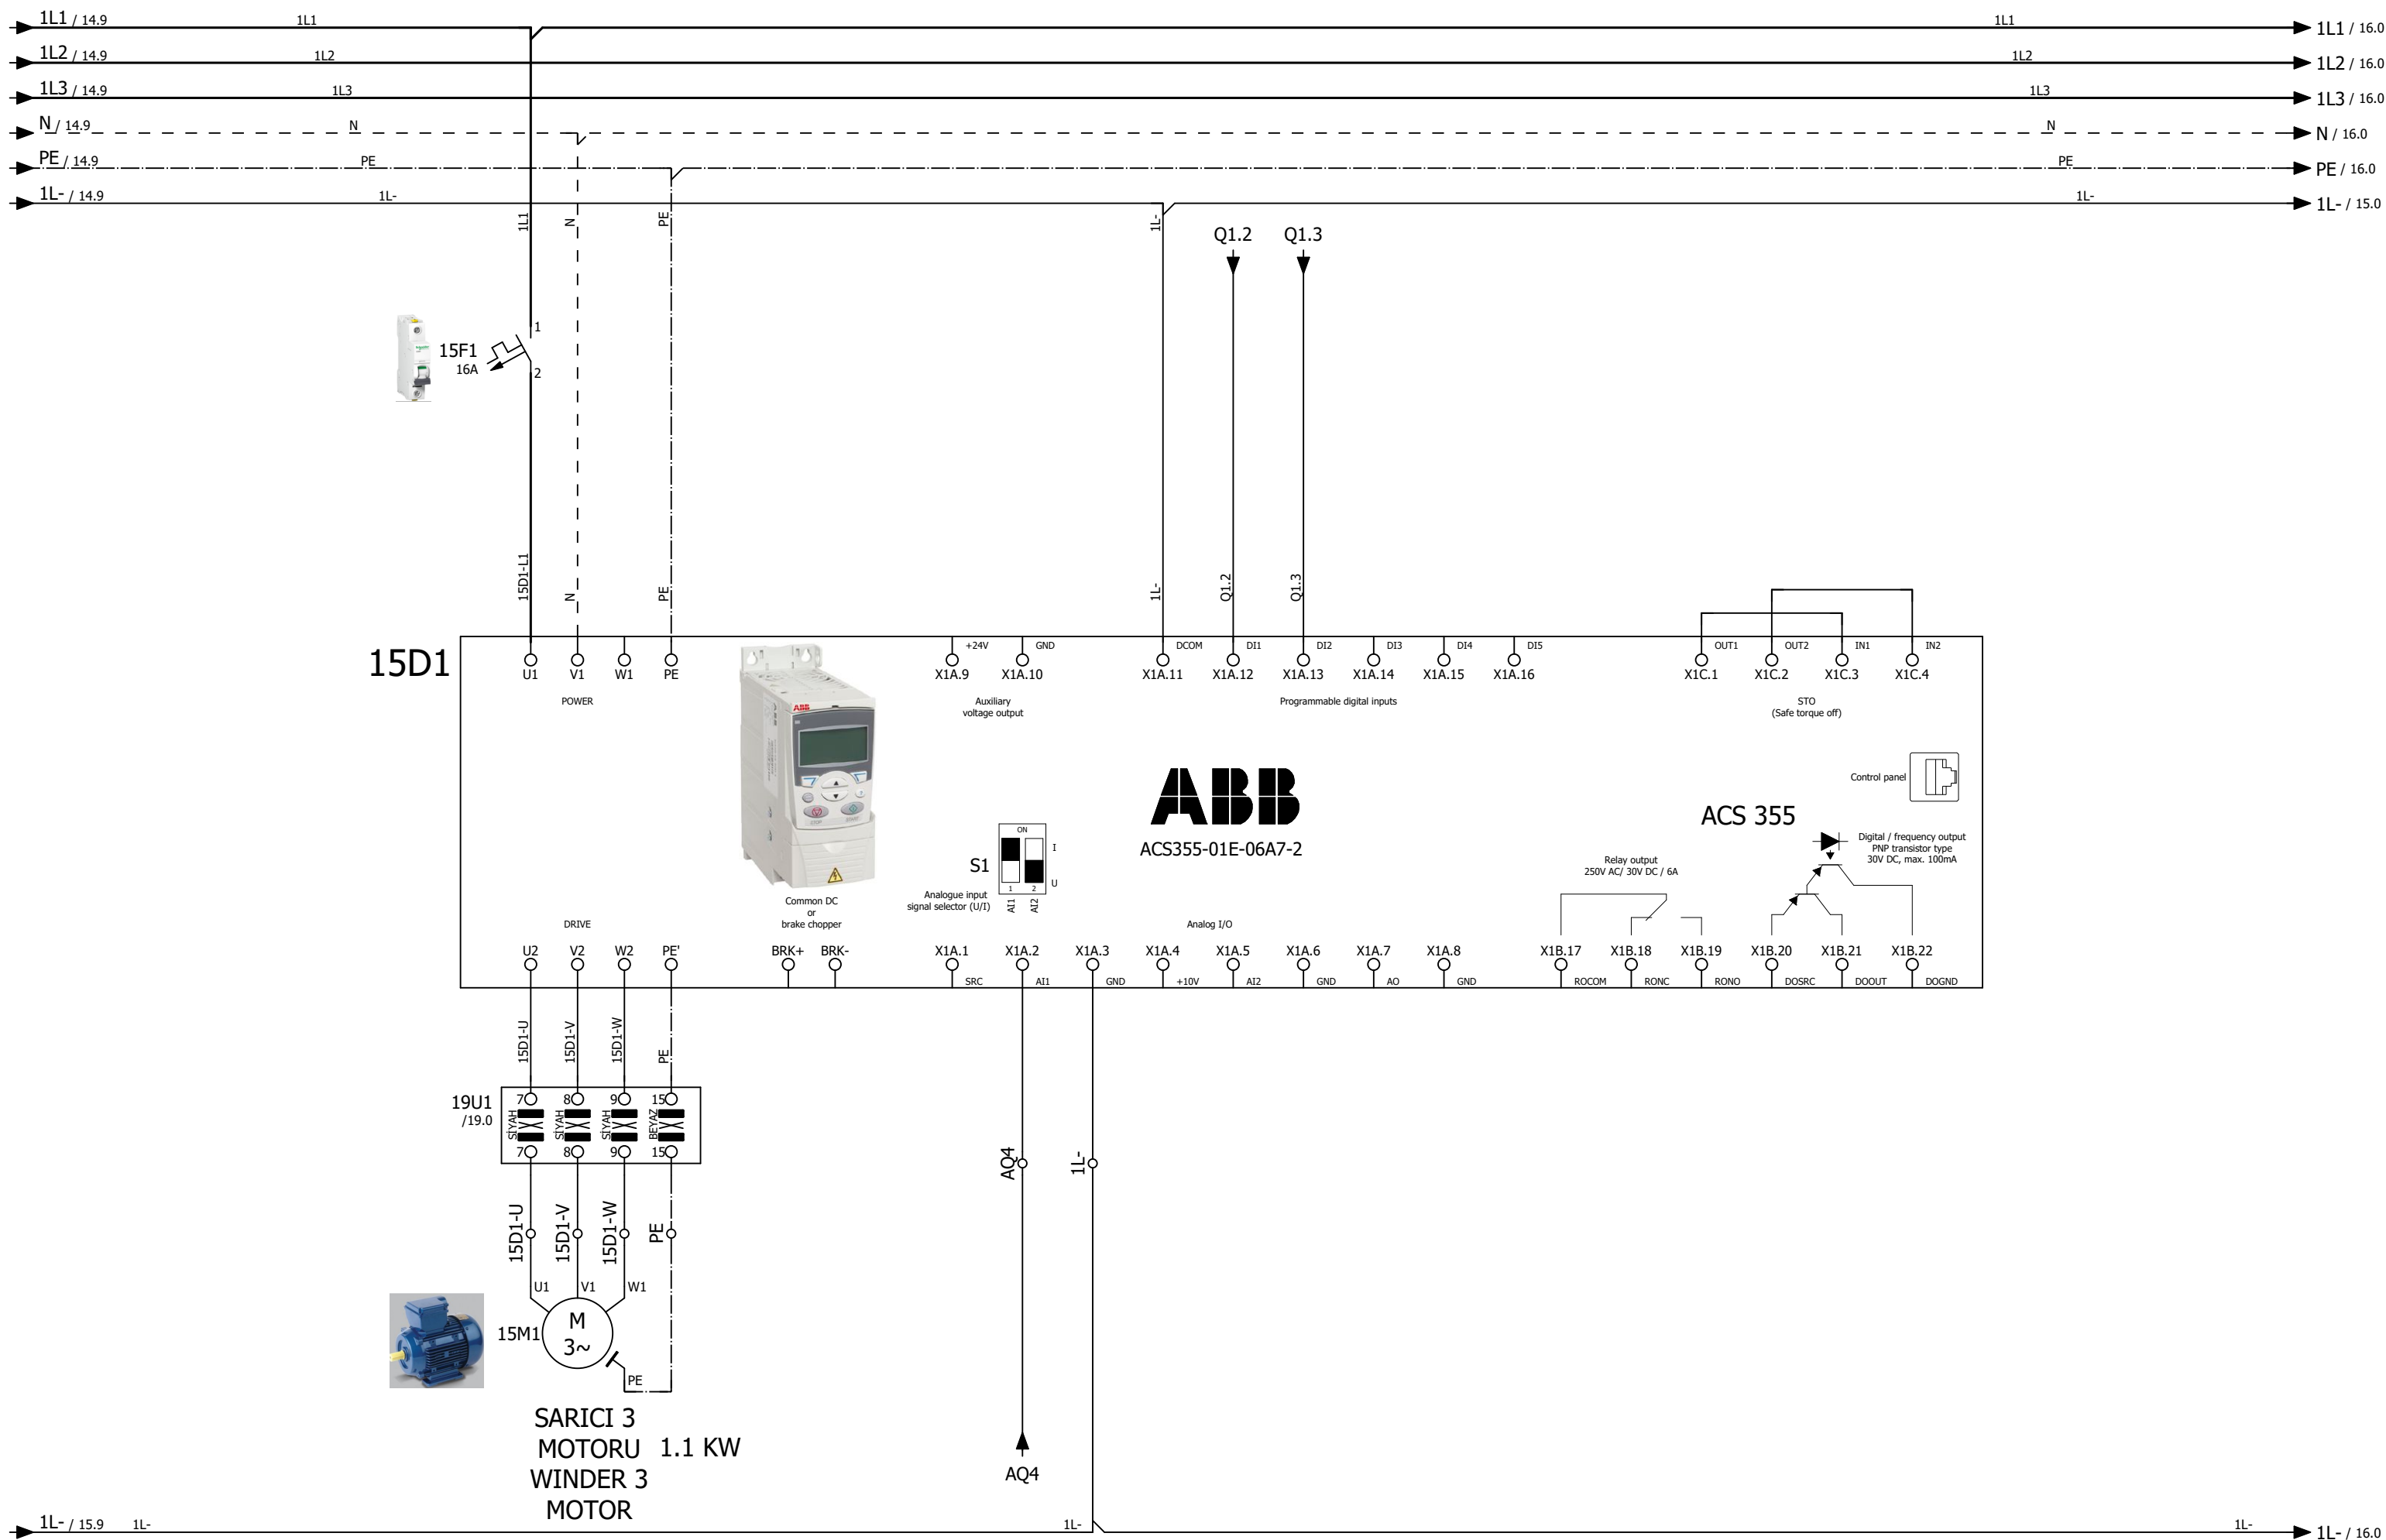 1L1 / 14.9 1L1 1L1 1L1 / 16.0
1L2 / 14.9 1L2 1L2 1L2 / 16.0
1L3 / 14.9 1L3 1L3 1L3 / 16.0
N / 14.9 N N N / 16.0
PE / 14.9 PE PE PE / 16.0
1L- / 14.9 1L- 1L- 1L- / 15.0
1L1 N PE 1L-
Q1.2 Q1.3
1
15F1
16A
2
15D1-L1 N PE 1L- Q1.2 Q1.3
15D1
+24V GND DCOM DI1 DI2 DI3 DI4 DI5 OUT1 OUT2 IN1 IN2
U1 V1 W1 PE X1A.9 X1A.10 X1A.11 X1A.12 X1A.13 X1A.14 X1A.15 X1A.16 X1C.1 X1C.2 X1C.3 X1C.4
POWER
Auxiliary
voltage output
Programmable digital inputs
STO
(Safe torque off)
ABB
Control panel
ABB
ACS355-01E-06A7-2
ACS 355
ON
I
U
S1
1 2
AI1 AI2
Analogue input
signal selector (U/I)
Digital / frequency output
PNP transistor type
30V DC, max. 100mA
Relay output
250V AC/ 30V DC / 6A
Common DC
or
brake chopper
DRIVE
Analog I/O
U2 V2 W2 PE' BRK+ BRK- X1A.1 X1A.2 X1A.3 X1A.4 X1A.5 X1A.6 X1A.7 X1A.8 X1B.17 X1B.18 X1B.19 X1B.20 X1B.21 X1B.22
SRC AI1 GND +10V AI2 GND AO GND ROCOM RONC RONO DOSRC DOOUT DOGND
15D1-U 15D1-V 15D1-W PE
19U1
/19.0
7 8 9 15
SİYAH SİYAH SİYAH BEYAZ
7 8 9 15
AQ4 1L-
15D1-U 15D1-V 15D1-W PE
U1 V1 W1
15M1
M
3~
PE
SARICI 3
MOTORU 1.1 KW
WINDER 3
MOTOR
AQ4
1L- / 15.9 1L- 1L- 1L- 1L- / 16.0